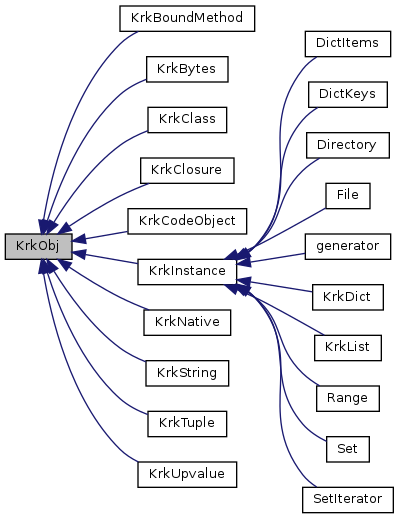 KrkObj
KrkBoundMethod
KrkBytes
KrkClass
KrkClosure
KrkCodeObject
KrkInstance
KrkNative
KrkString
KrkTuple
KrkUpvalue
DictItems
DictKeys
Directory
File
generator
KrkDict
KrkList
Range
Set
SetIterator